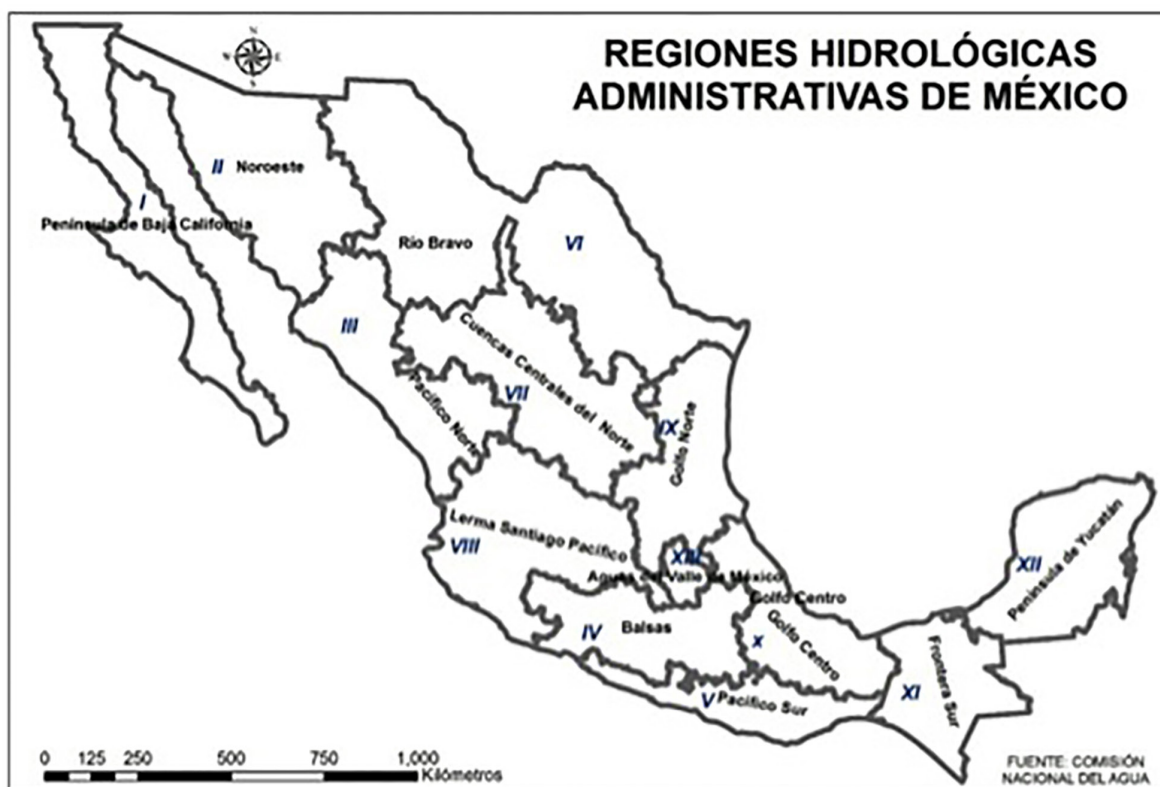 REGIONES HIDROLÓGICAS
ADMINISTRATIVAS DE MÉXICO
N
W E
S
II Noroeste
I
Península de Baja California
Río Bravo
VI
III
Cuencas Centrales del Norte
VII
Pacífico Norte
IX
Golfo Norte
Lerma Santiago Pacífico
VIII
XIII
Aguas del Valle de México
Golfo Centro
Golfo Centro
X
IV Balsas
V Pacífico Sur
XII
Península de Yucatán
XI
Frontera Sur
0 125 250 500 750 1,000
Kilómetros
FUENTE: COMISIÓN
NACIONAL DEL AGUA